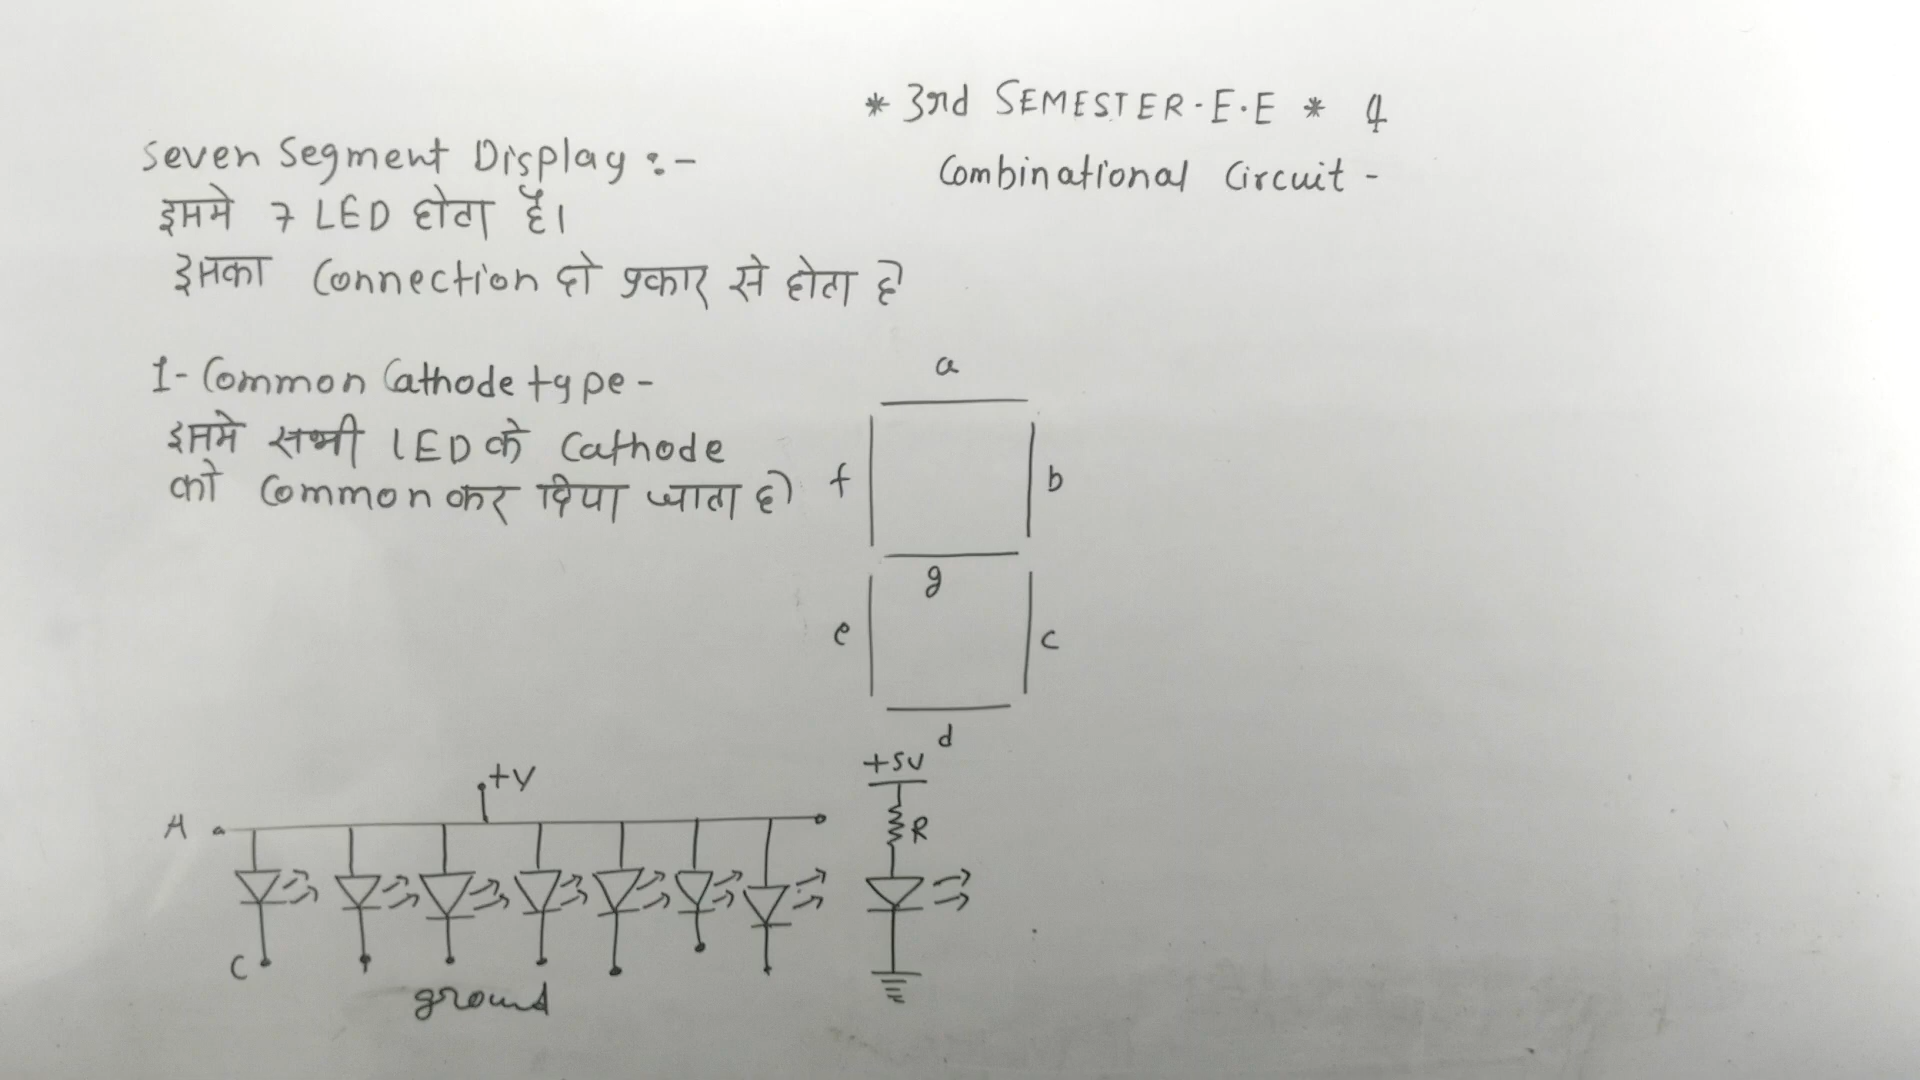 * 3rd SEMESTER-E.E * 4
Combinational Circuit -
Seven Segment Display :-
इसमे 7 LED होता है।
इसका Connection दो प्रकार से होता है
1- Common Cathode type -
इसमे सभी LED के Cathode
को Common कर दिया जाता है
a
f
b
g
e
c
d
+V
+5V
A
R
C
ground